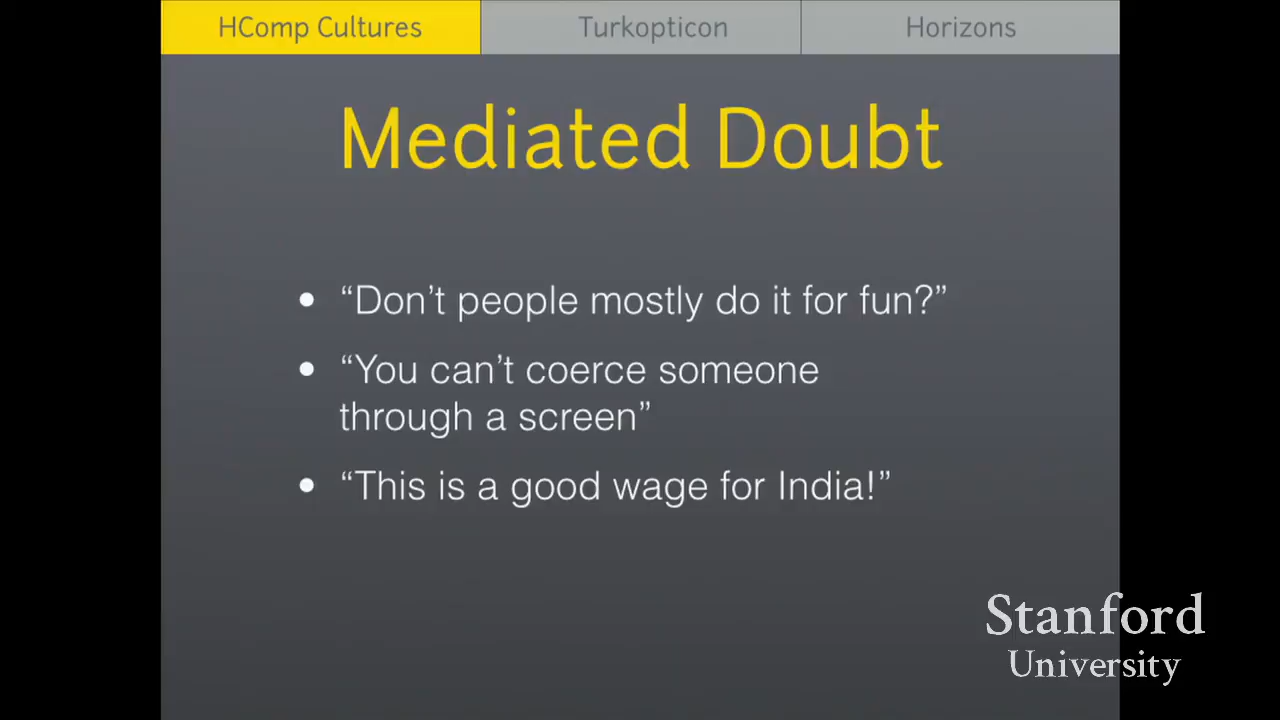 HComp Cultures
Turkopticon
Horizons
Mediated Doubt
• “Don’t people mostly do it for fun?”
• “You can’t coerce someone
through a screen”
• “This is a good wage for India!”
Stanford
University